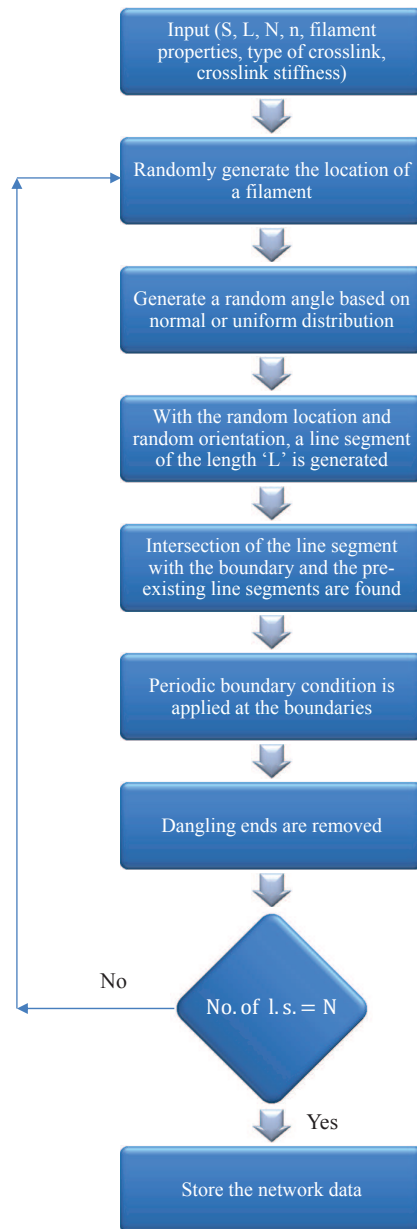 Input (S, L, N, n, filament
properties, type of crosslink,
crosslink stiffness)
Randomly generate the location of
a filament
Generate a random angle based on
normal or uniform distribution
With the random location and
random orientation, a line segment
of the length ‘L’ is generated
Intersection of the line segment
with the boundary and the pre-
existing line segments are found
Periodic boundary condition is
applied at the boundaries
Dangling ends are removed
No
No. of l. s. = N
Yes
Store the network data